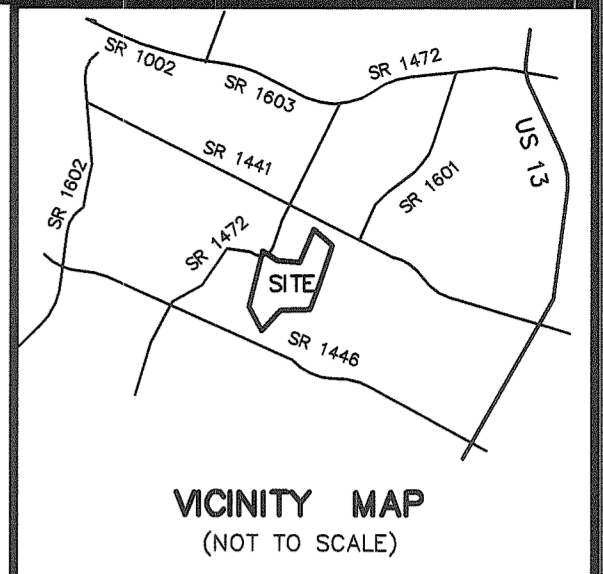 SR 1002
SR 1603
SR 1472
US 13
SR 1441
SR 1601
SR 1602
SR 1472
SITE
SR 1446
VICINITY MAP
(NOT TO SCALE)